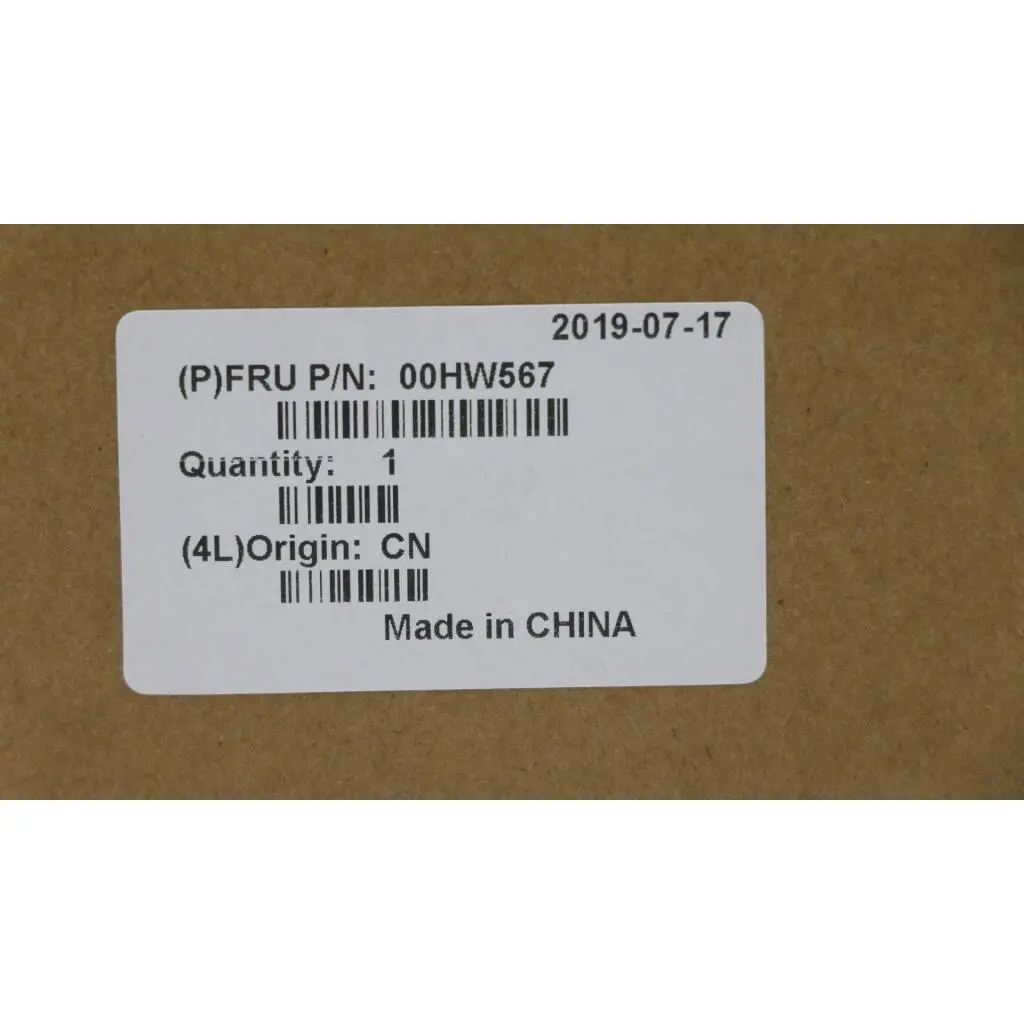 2019-07-17
(P)FRU P/N: 00HW567
Quantity: 1
(4L)Origin: CN
Made in CHINA